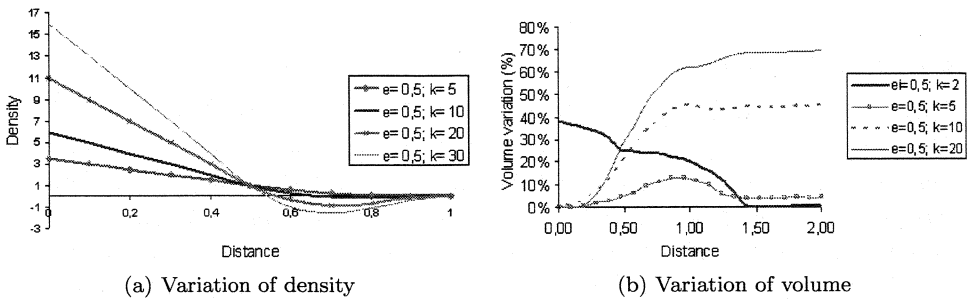 17
15
13
11
9
7
5
3
1
-1
-3
Density
0
0,2
0,4
0,6
0,8
1
Distance
e= 0,5; k= 5
e= 0,5; k= 10
e= 0,5; k= 20
e= 0,5; k= 30
(a) Variation of density
80%
70%
60%
50%
40%
30%
20%
10%
0%
Volume variation (%)
0,00
0,50
1,00
1,50
2,00
Distance
e= 0,5; k= 2
e= 0,5; k= 5
e= 0,5; k= 10
e= 0,5; k= 20
(b) Variation of volume